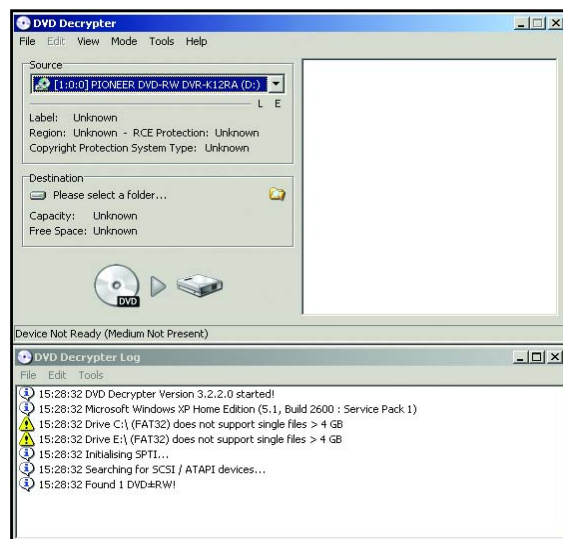 DVD Decrypter
File Edit View Mode Tools Help
Source
[1:0:0] PIONEER DVD-RW DVR-K12RA (D:)
L E
Label: Unknown
Region: Unknown - RCE Protection: Unknown
Copyright Protection System Type: Unknown
Destination
Please select a folder...
Capacity: Unknown
Free Space: Unknown
DVD
Device Not Ready (Medium Not Present)
DVD Decrypter Log
File Edit Tools
15:28:32 DVD Decrypter Version 3.2.2.0 started!
15:28:32 Microsoft Windows XP Home Edition (5.1, Build 2600 : Service Pack 1)
15:28:32 Drive C:\ (FAT32) does not support single files > 4 GB
15:28:32 Drive E:\ (FAT32) does not support single files > 4 GB
15:28:32 Initialising SPTI...
15:28:32 Searching for SCSI / ATAPI devices...
15:28:32 Found 1 DVD±RW!